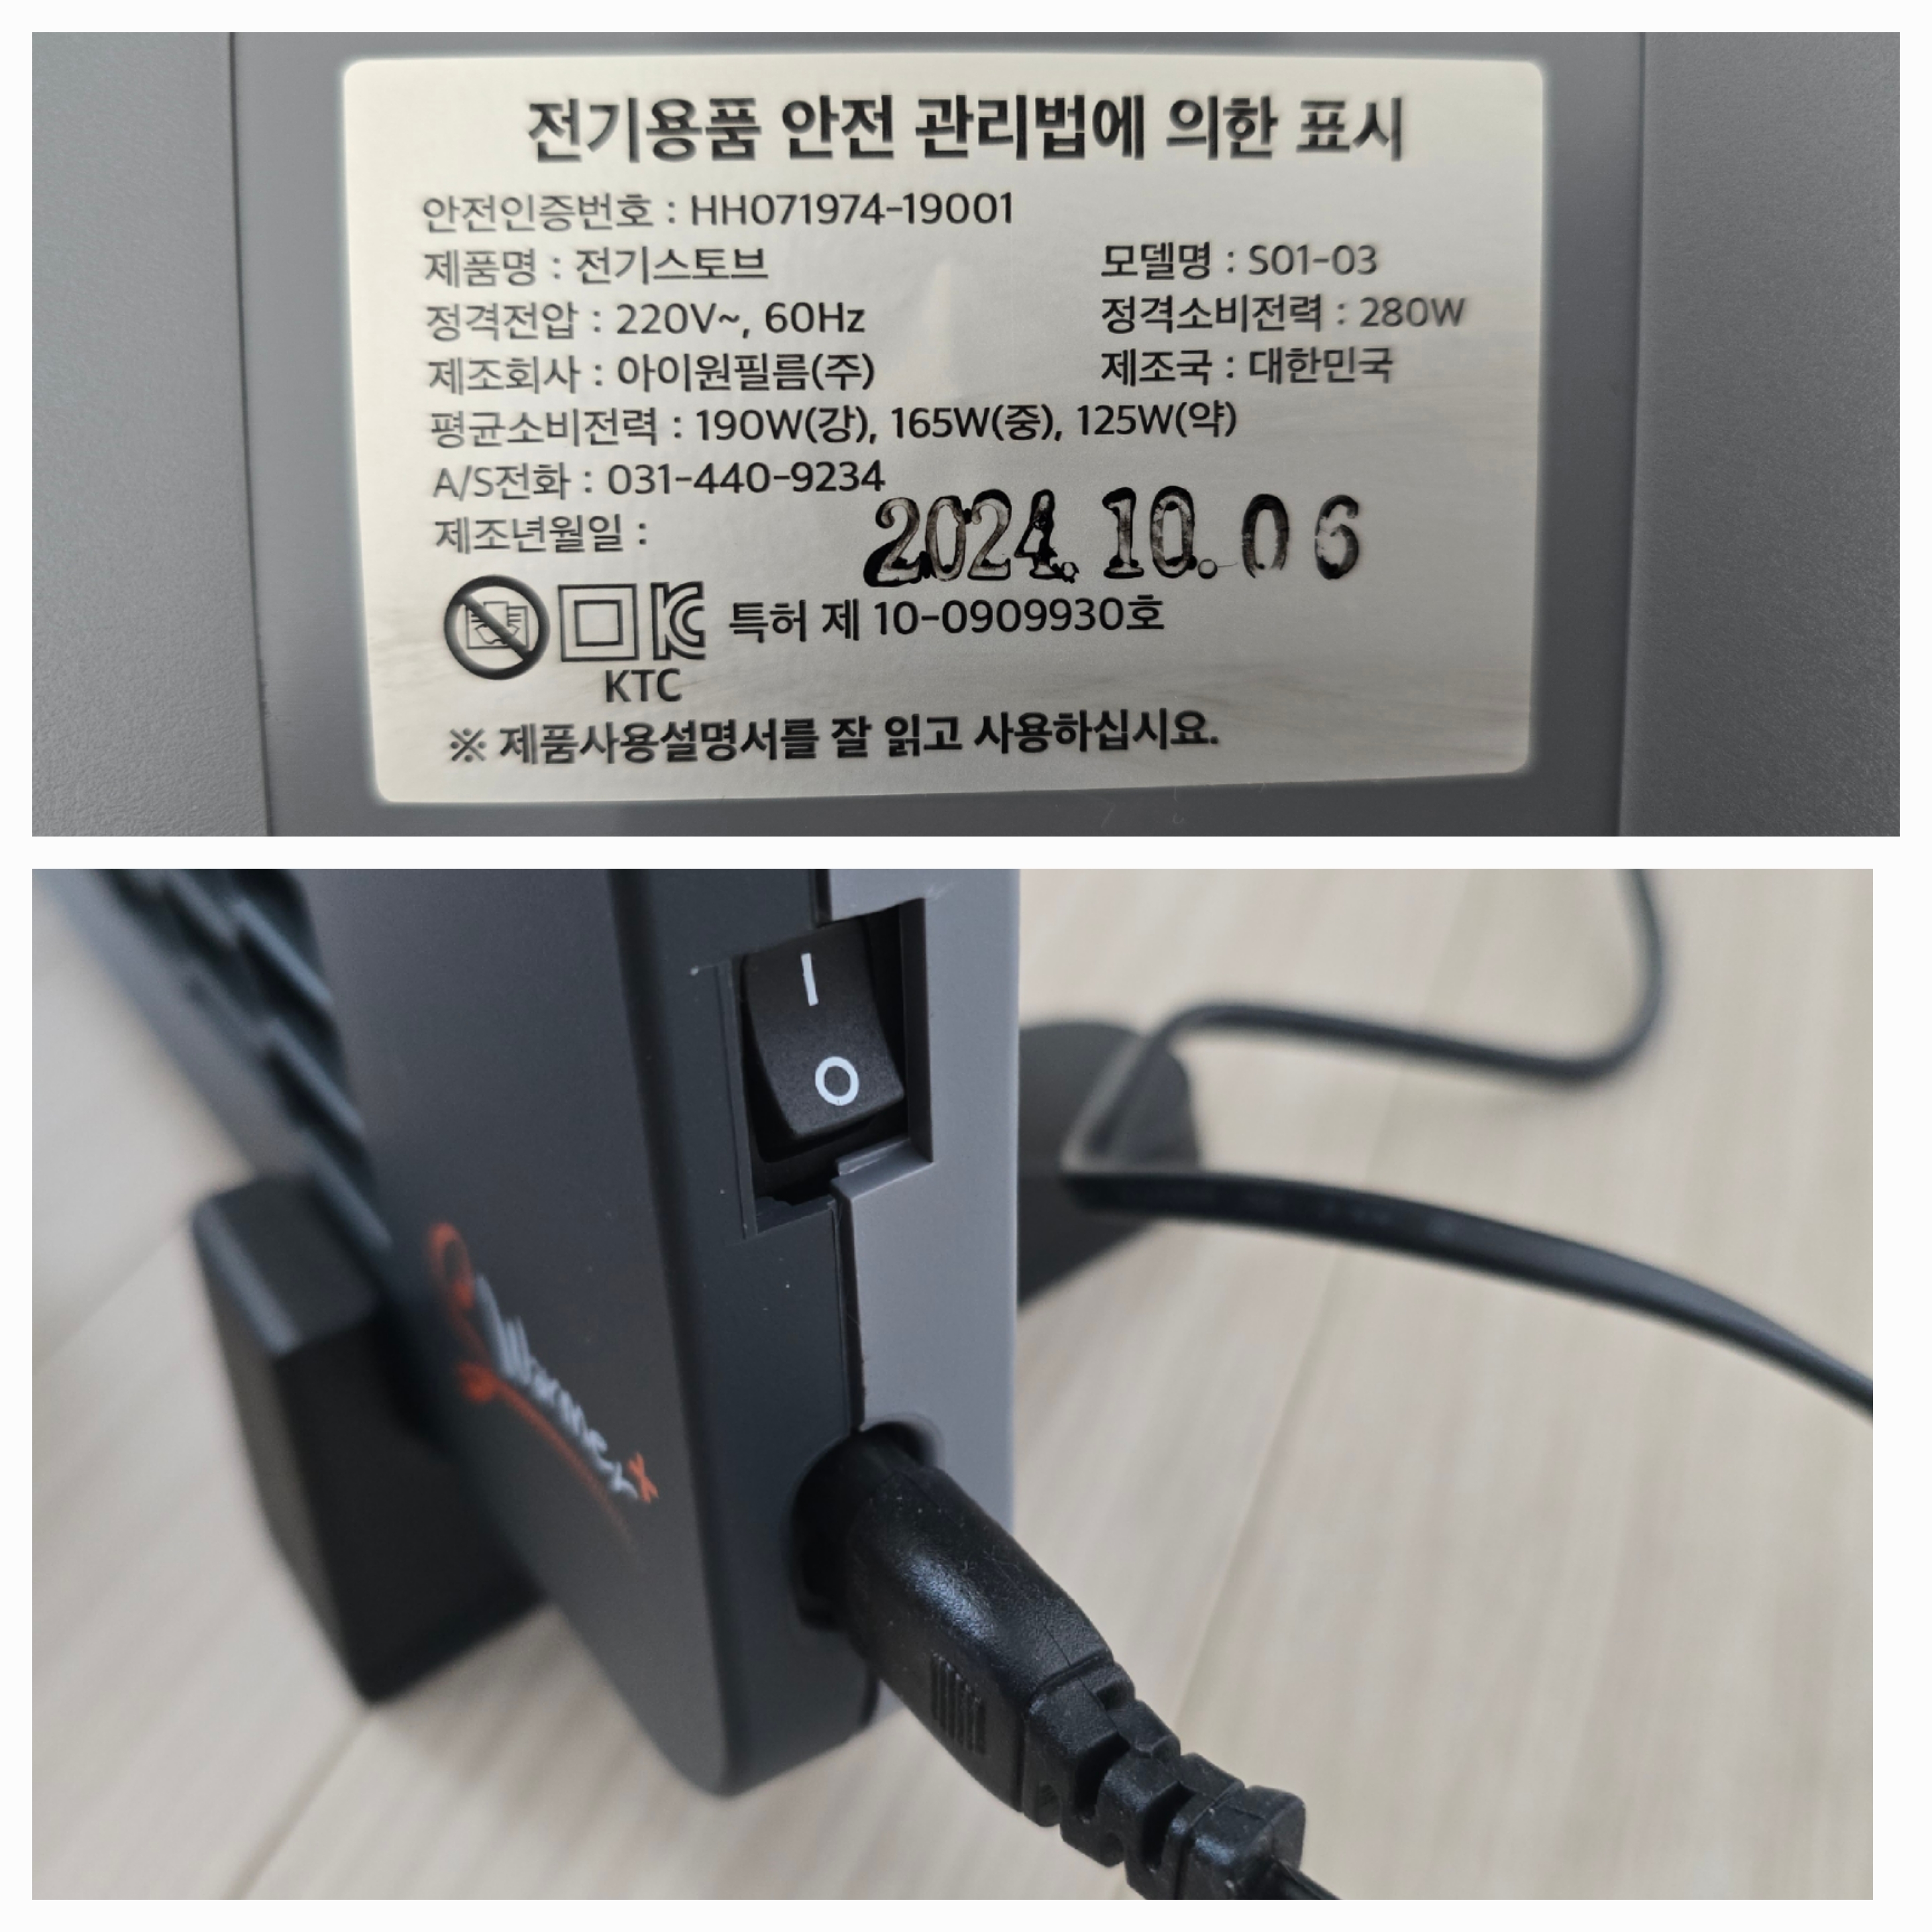 전기용품 안전 관리법에 의한 표시
안전인증번호 : HH071974-19001
제품명 : 전기스토브 모델명 : S01-03
정격전압 : 220V~, 60Hz 정격소비전력 : 280W
제조회사 : 아이원필름(주) 제조국 : 대한민국
평균소비전력 : 190W(강), 165W(중), 125W(약)
A/S전화 : 031-440-9234
제조년월일 : 2024.10.06
특허 제 10-0909930호
KTC
※ 제품사용설명서를 잘 읽고 사용하십시요.
I
O
Warmer